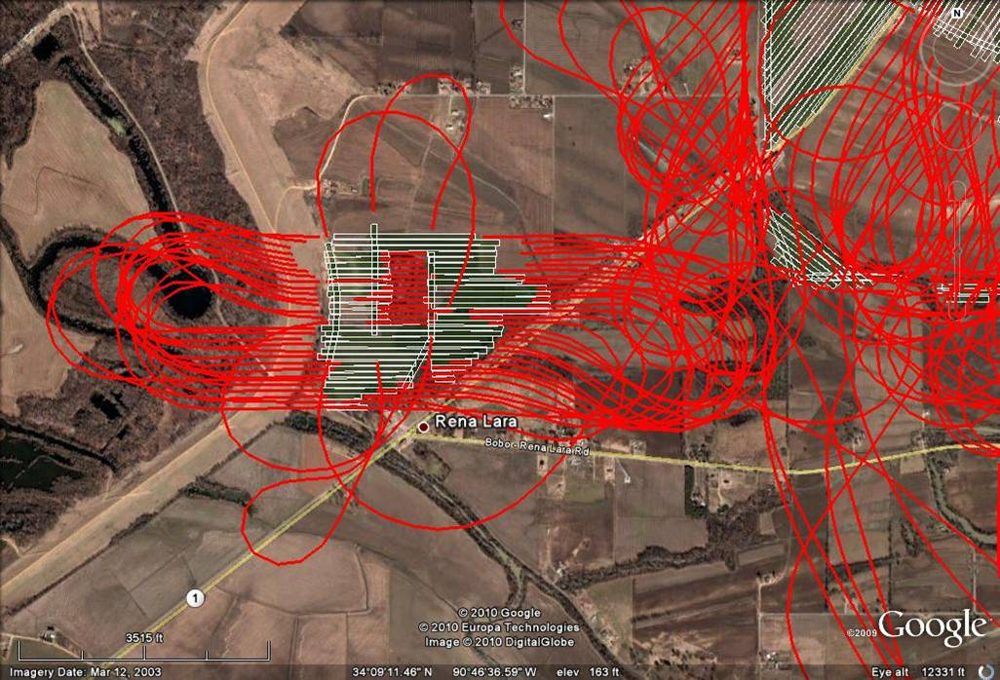 N
Rena Lara
Bobo - Rena Lara Rd
1
3515 ft
© 2010 Google
© 2010 Europa Technologies
Image © 2010 DigitalGlobe
©2009 Google
Imagery Date: Mar 12, 2003 34°09'11.46" N 90°46'36.59" W elev 163 ft Eye alt 12331 ft